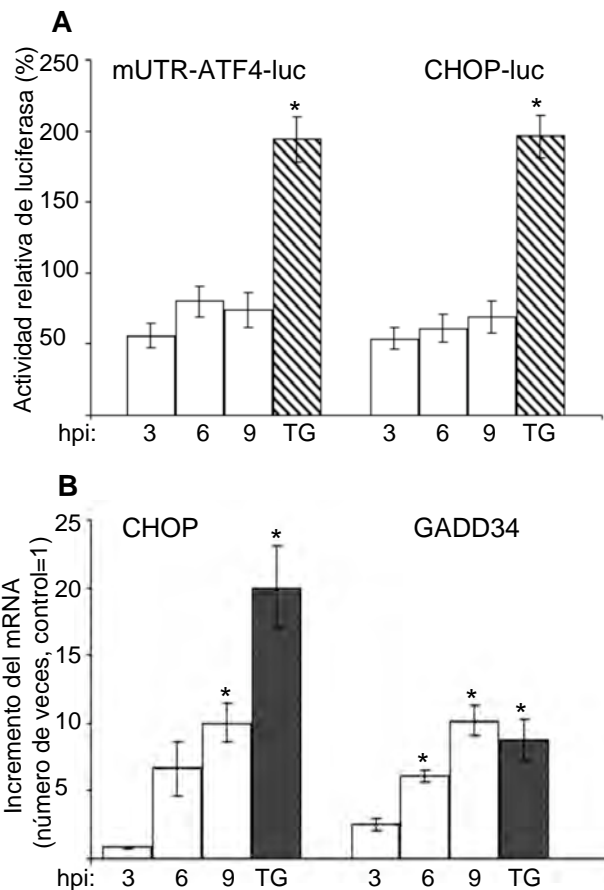 A
mUTR-ATF4-luc
CHOP-luc
Actividad relativa de luciferasa (%)
250
200
150
100
50
*
*
hpi: 3 6 9 TG 3 6 9 TG
B
CHOP
GADD34
Incremento del mRNA
(número de veces, control=1)
25
20
15
10
5
*
*
*
*
*
hpi: 3 6 9 TG 3 6 9 TG